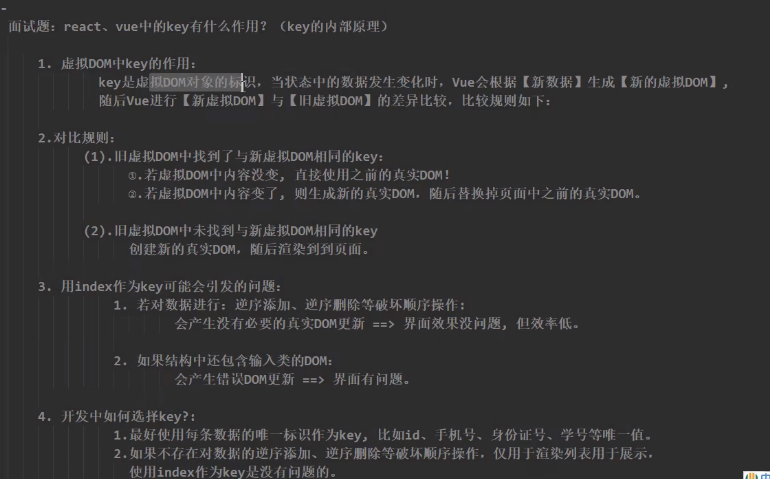 面试题：react、vue中的key有什么作用？（key的内部原理）
1. 虚拟DOM中key的作用：
key是虚拟DOM对象的标识，当状态中的数据发生变化时，Vue会根据【新数据】生成【新的虚拟DOM】,
随后Vue进行【新虚拟DOM】与【旧虚拟DOM】的差异比较，比较规则如下：
2.对比规则：
(1).旧虚拟DOM中找到了与新虚拟DOM相同的key：
①.若虚拟DOM中内容没变, 直接使用之前的真实DOM！
②.若虚拟DOM中内容变了, 则生成新的真实DOM，随后替换掉页面中之前的真实DOM。
(2).旧虚拟DOM中未找到与新虚拟DOM相同的key
创建新的真实DOM，随后渲染到到页面。
3. 用index作为key可能会引发的问题：
1. 若对数据进行：逆序添加、逆序删除等破坏顺序操作：
会产生没有必要的真实DOM更新 ==> 界面效果没问题, 但效率低。
2. 如果结构中还包含输入类的DOM：
会产生错误DOM更新 ==> 界面有问题。
4. 开发中如何选择key?:
1.最好使用每条数据的唯一标识作为key, 比如id、手机号、身份证号、学号等唯一值。
2.如果不存在对数据的逆序添加、逆序删除等破坏顺序操作，仅用于渲染列表用于展示，
使用index作为key是没有问题的。